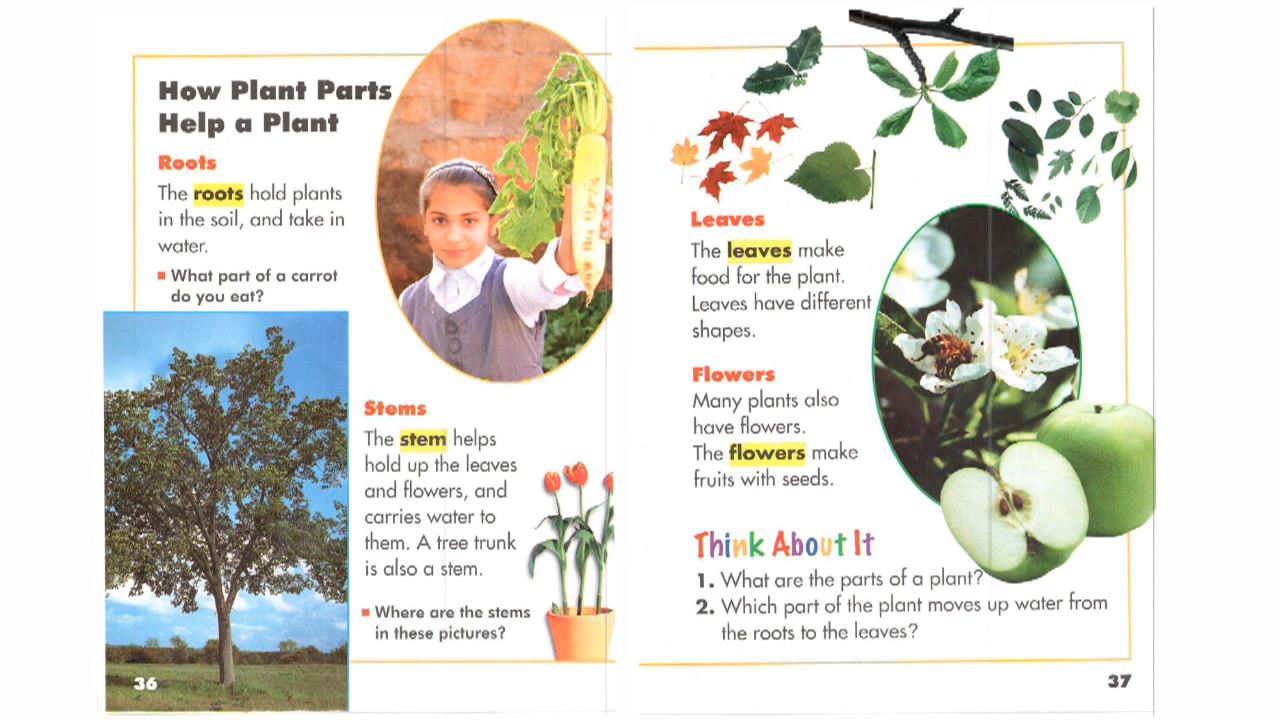 How Plant Parts
Help a Plant
Roots
The roots hold plants
in the soil, and take in
water.
What part of a carrot
do you eat?
Stems
The stem helps
hold up the leaves
and flowers, and
carries water to
them. A tree trunk
is also a stem.
Where are the stems
in these pictures?
36
Leaves
The leaves make
food for the plant.
Leaves have different
shapes.
Flowers
Many plants also
have flowers.
The flowers make
fruits with seeds.
Think About It
1. What are the parts of a plant?
2. Which part of the plant moves up water from
the roots to the leaves?
37